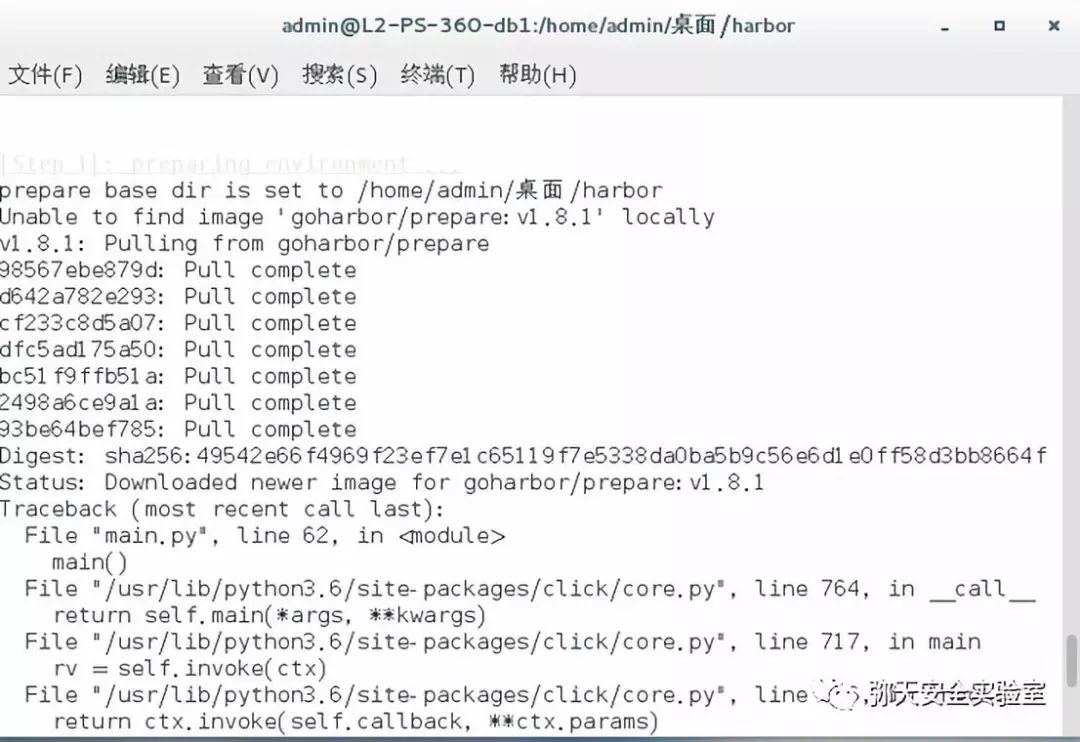 admin@L2-PS-360-db1:/home/admin/桌面/harbor
文件(F) 编辑(E) 查看(V) 搜索(S) 终端(T) 帮助(H)
[Step 1]: preparing environment ...
prepare base dir is set to /home/admin/桌面/harbor
Unable to find image 'goharbor/prepare:v1.8.1' locally
v1.8.1: Pulling from goharbor/prepare
98567ebe879d: Pull complete
d642a782e293: Pull complete
cf233c8d5a07: Pull complete
dfc5ad175a50: Pull complete
bc51f9ffb51a: Pull complete
2498a6ce9a1a: Pull complete
93be64bef785: Pull complete
Digest: sha256:49542e66f4969f23ef7e1c65119f7e5338da0ba5b9c56e6d1e0ff58d3bb8664f
Status: Downloaded newer image for goharbor/prepare:v1.8.1
Traceback (most recent call last):
  File "main.py", line 62, in <module>
    main()
  File "/usr/lib/python3.6/site-packages/click/core.py", line 764, in __call__
    return self.main(*args, **kwargs)
  File "/usr/lib/python3.6/site-packages/click/core.py", line 717, in main
    rv = self.invoke(ctx)
  File "/usr/lib/python3.6/site-packages/click/core.py", line
    return ctx.invoke(self.callback, **ctx.params)
弥天安全实验室